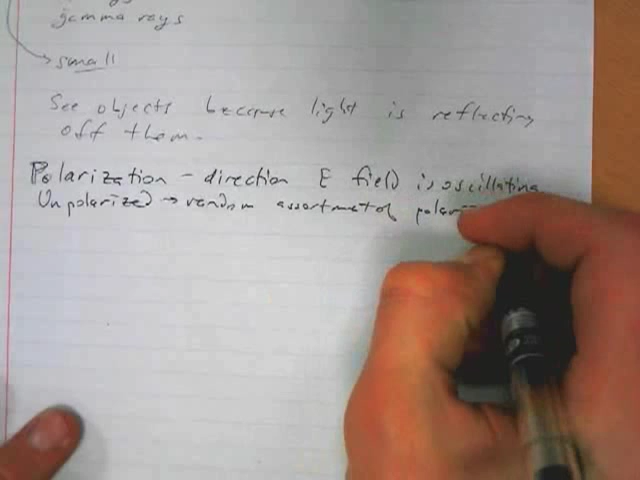 gamma rays
small
See objects because light is reflecting
off them.
Polarization - direction E field is oscillating
Unpolarized → random assortment of